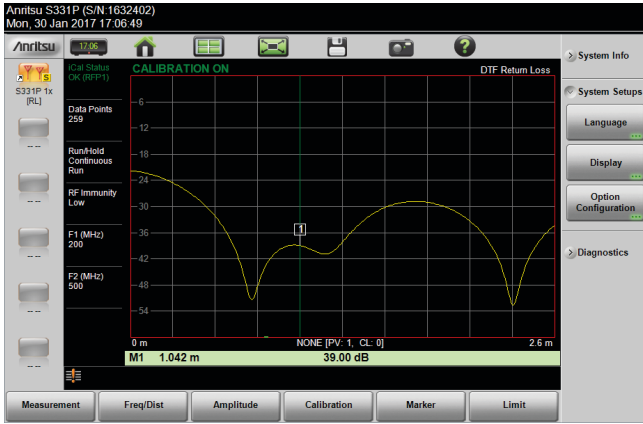 Anritsu S331P (S/N:1632402)
Mon, 30 Jan 2017 17:06:49
/Inritsu
17:06
?
S
S331P 1x
[RL]
-- --
-- --
-- --
-- --
-- --
iCal Status
OK (RFP1)
Data Points
259
Run/Hold
Continuous
Run
RF Immunity
Low
F1 (MHz)
200
F2 (MHz)
500
CALIBRATION ON
DTF Return Loss
-6
-12
-18
-24
-30
-36
-42
-48
-54
1
0 m
NONE [PV: 1, CL: 0]
2.6 m
M1 1.042 m 39.00 dB
System Info
System Setups
Language
Display
Option
Configuration
Diagnostics
Measurement
Freq/Dist
Amplitude
Calibration
Marker
Limit